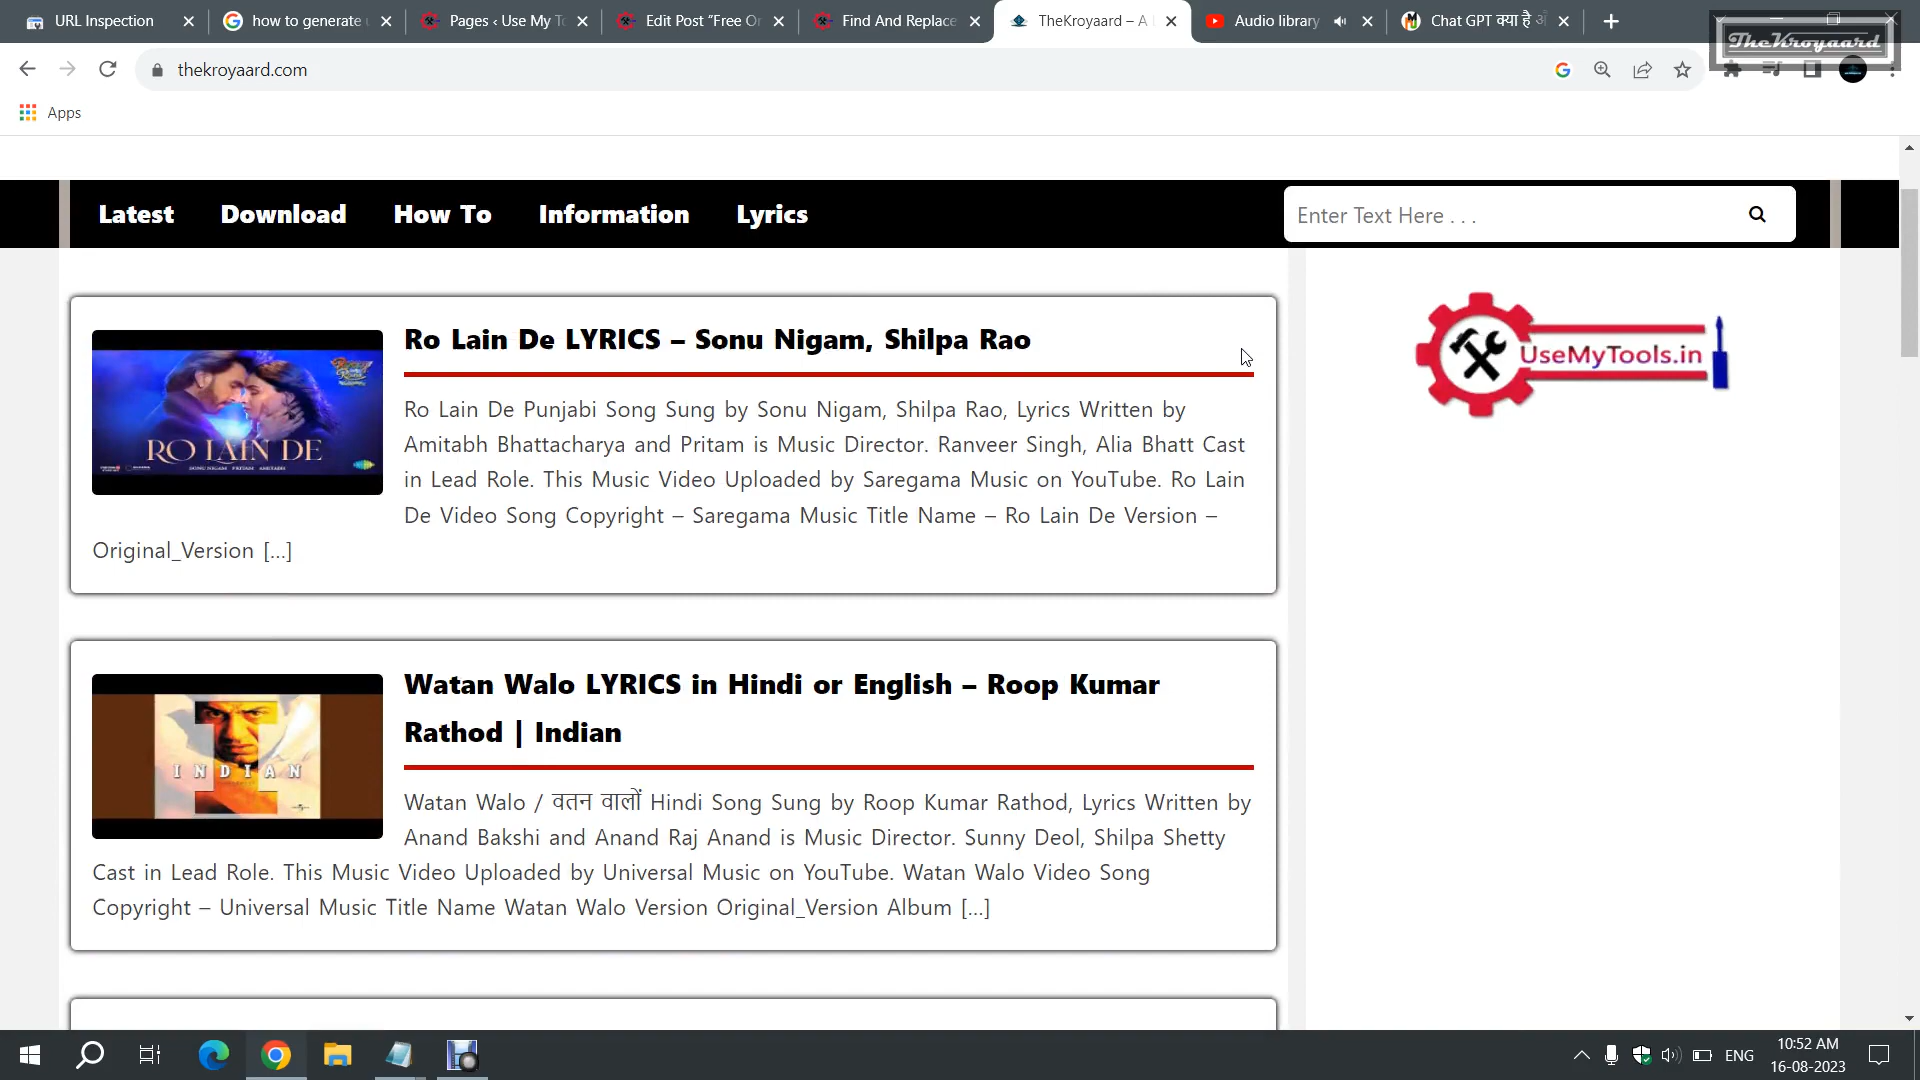 URL Inspection
how to generate
Pages ‹ Use My To
Edit Post “Free On
Find And Replace
TheKroyaard – A
Audio library
Chat GPT क्या है
TheKroyaard
thekroyaard.com
Apps
Latest
Download
How To
Information
Lyrics
Enter Text Here . . .
Ro Lain De LYRICS – Sonu Nigam, Shilpa Rao
Ro Lain De Punjabi Song Sung by Sonu Nigam, Shilpa Rao, Lyrics Written by
Amitabh Bhattacharya and Pritam is Music Director. Ranveer Singh, Alia Bhatt Cast
in Lead Role. This Music Video Uploaded by Saregama Music on YouTube. Ro Lain
De Video Song Copyright – Saregama Music Title Name – Ro Lain De Version –
Original_Version [...]
RO LAIN DE
SONU NIGAM PRITAM AMITABH
UseMyTools.in
Watan Walo LYRICS in Hindi or English – Roop Kumar
Rathod | Indian
Watan Walo / वतन वालों Hindi Song Sung by Roop Kumar Rathod, Lyrics Written by
Anand Bakshi and Anand Raj Anand is Music Director. Sunny Deol, Shilpa Shetty
Cast in Lead Role. This Music Video Uploaded by Universal Music on YouTube. Watan Walo Video Song
Copyright – Universal Music Title Name Watan Walo Version Original_Version Album [...]
INDIAN
ENG
10:52 AM
16-08-2023